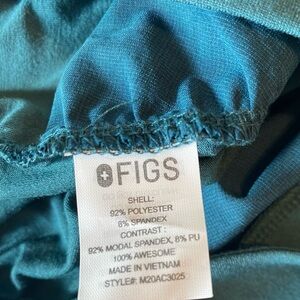 FIGS
SHELL:
92% POLYESTER
8% SPANDEX
CONTRAST :
92% MODAL SPANDEX, 8% PU
100% AWESOME
MADE IN VIETNAM
STYLE#: M20AC3025